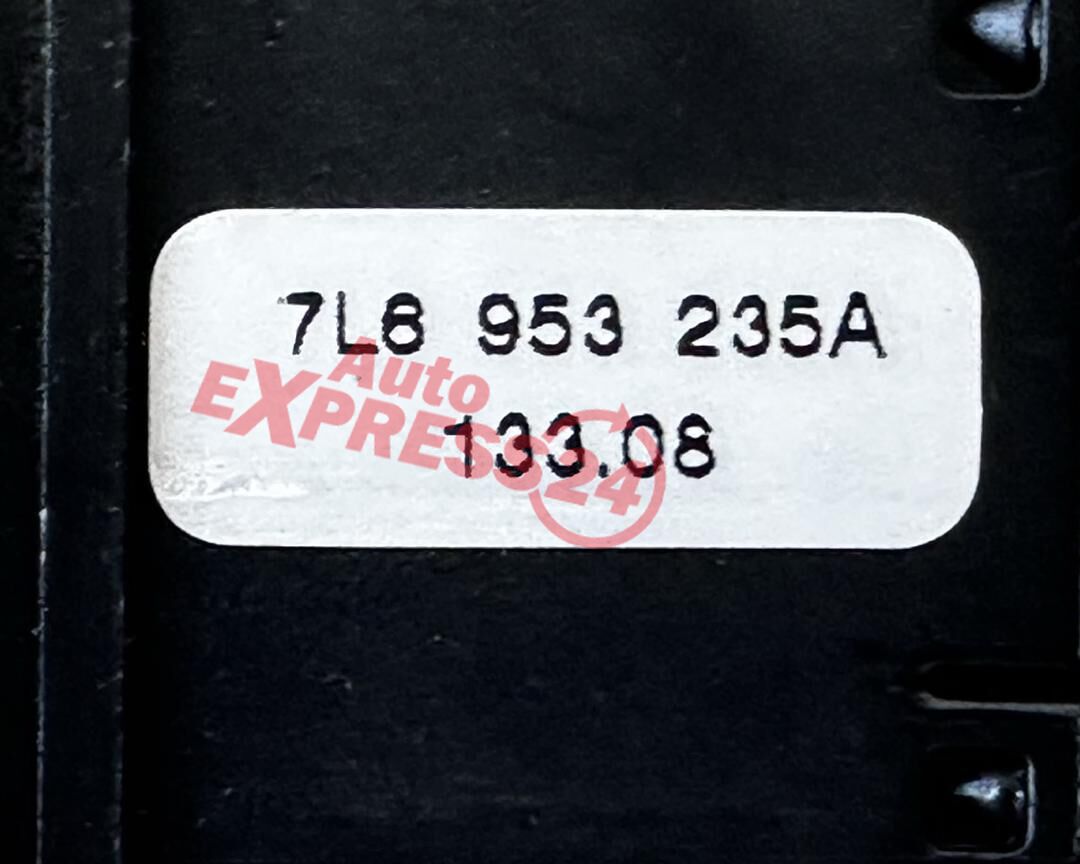 7L6 953 235A
133.08
Auto
EXPRESS24